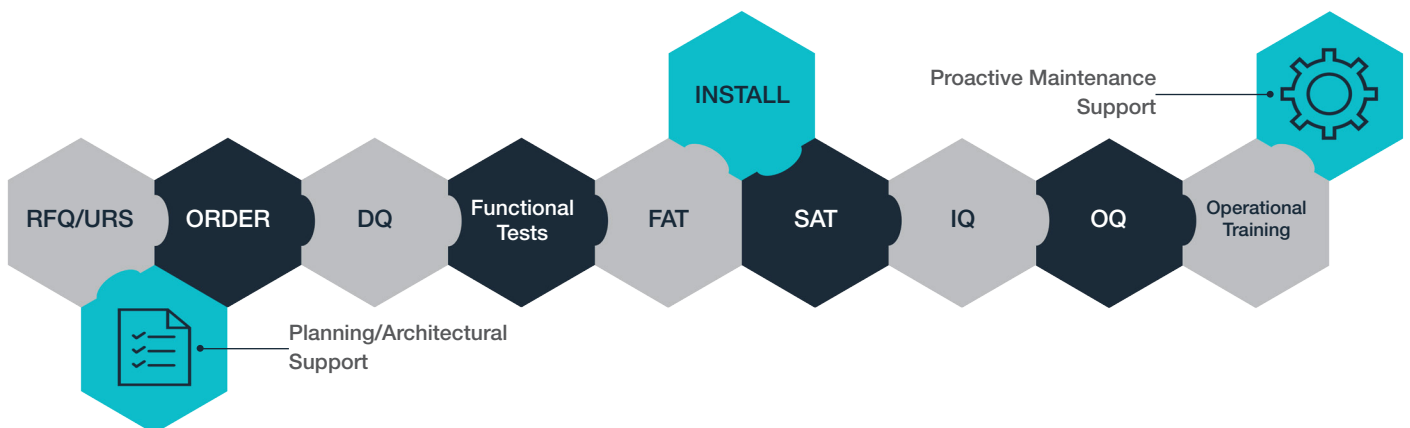 INSTALL
Proactive Maintenance
Support
RFQ/URS
ORDER
DQ
Functional
Tests
FAT
SAT
IQ
OQ
Operational
Training
Planning/Architectural
Support